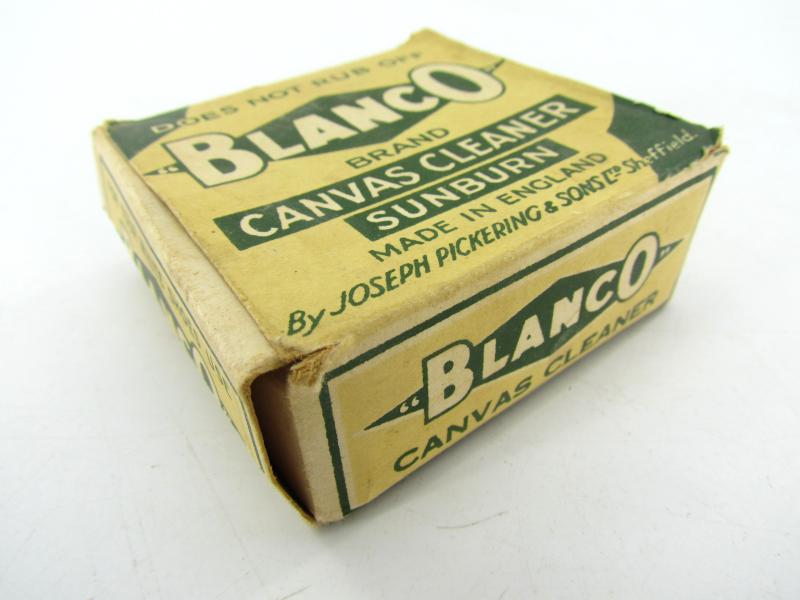 DOES NOT RUB OFF
"BLANCO"
BRAND
CANVAS CLEANER
SUNBURN
MADE IN ENGLAND
By JOSEPH PICKERING & SONS LTD Sheffield.
"BLANCO"
CANVAS CLEANER